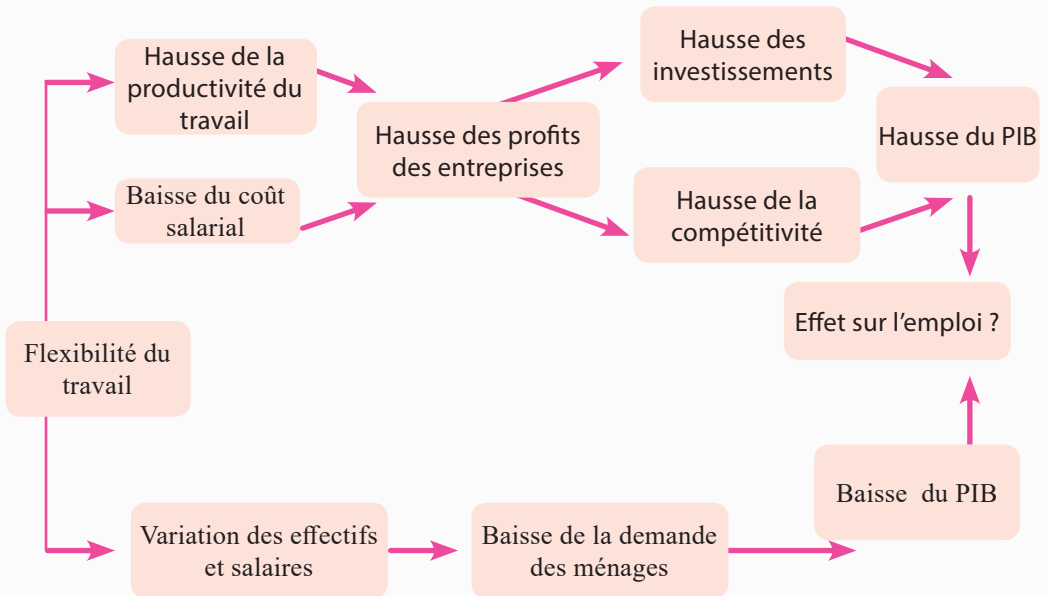 Hausse de la
productivité du
travail
Hausse des
investissements
Hausse des profits
des entreprises
Hausse du PIB
Baisse du coût
salarial
Hausse de la
compétitivité
Effet sur l'emploi ?
Flexibilité du
travail
Variation des effectifs
et salaires
Baisse de la demande
des ménages
Baisse du PIB